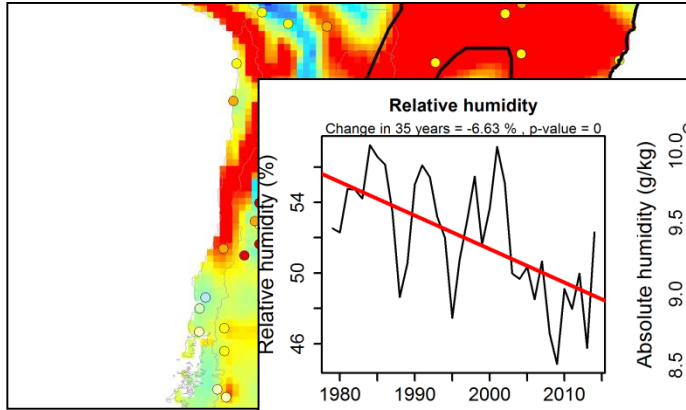 Relative humidity
Change in 35 years = -6.63 % , p-value = 0
Relative humidity (%)
54
50
46
1980
1990
2000
2010
Absolute humidity (g/kg)
10.0
9.5
9.0
8.5